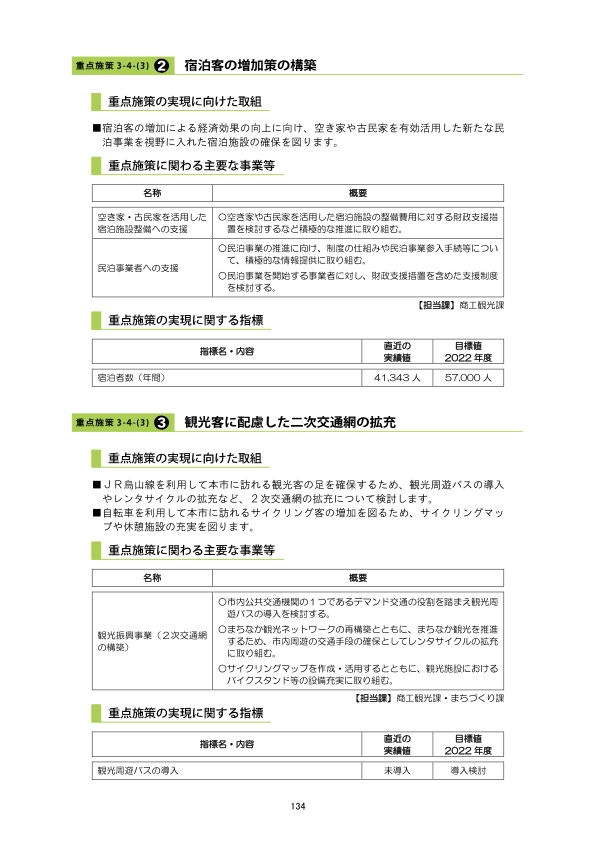 重点施策 3-4-(3) ❷ 宿泊客の増加策の構築
重点施策の実現に向けた取組
■宿泊客の増加による経済効果の向上に向け、空き家や古民家を有効活用した新たな民
泊事業を視野に入れた宿泊施設の確保を図ります。
重点施策に関わる主要な事業等
名称 概要
空き家・古民家を活用した
宿泊施設整備への支援
○空き家や古民家を活用した宿泊施設の整備費用に対する財政支援措
置を検討するなど積極的な推進に取り組む。
民泊事業者への支援
○民泊事業の推進に向け、制度の仕組みや民泊事業参入手続等につい
て、積極的な情報提供に取り組む。
○民泊事業を開始する事業者に対し、財政支援措置を含めた支援制度
を検討する。
【担当課】商工観光課
重点施策の実現に関する指標
指標名・内容 直近の実績値 目標値2022 年度
宿泊者数（年間） 41,343 人 57,000 人
重点施策 3-4-(3) ❸ 観光客に配慮した二次交通網の拡充
重点施策の実現に向けた取組
■ＪＲ烏山線を利用して本市に訪れる観光客の足を確保するため、観光周遊バスの導入
やレンタサイクルの拡充など、２次交通網の拡充について検討します。
■自転車を利用して本市に訪れるサイクリング客の増加を図るため、サイクリングマッ
プや休憩施設の充実を図ります。
重点施策に関わる主要な事業等
名称 概要
観光振興事業（２次交通網
の構築）
○市内公共交通機関の１つであるデマンド交通の役割を踏まえ観光周
遊バスの導入を検討する。
○まちなか観光ネットワークの再構築とともに、まちなか観光を推進
するため、市内周遊の交通手段の確保としてレンタサイクルの拡充
に取り組む。
○サイクリングマップを作成・活用するとともに、観光施設における
バイクスタンド等の設備充実に取り組む。
【担当課】商工観光課・まちづくり課
重点施策の実現に関する指標
指標名・内容 直近の実績値 目標値2022 年度
観光周遊バスの導入 未導入 導入検討
134